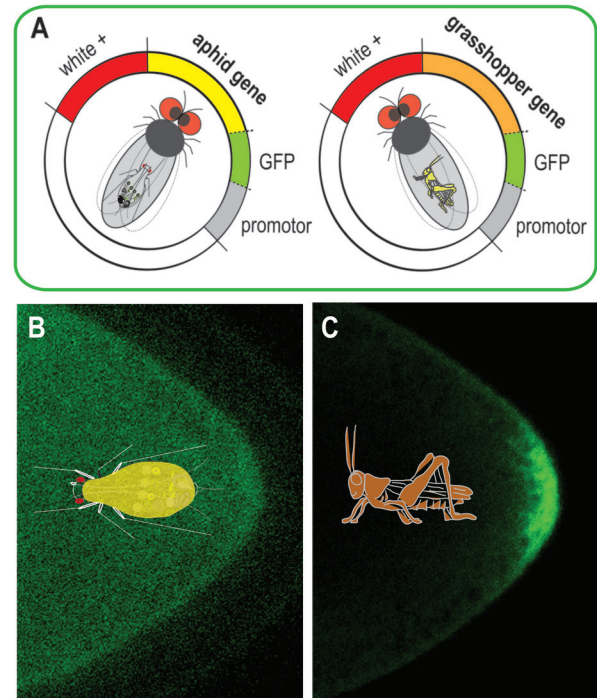 A
white +
aphid gene
GFP
promotor
white +
grasshopper gene
GFP
promotor
B
C